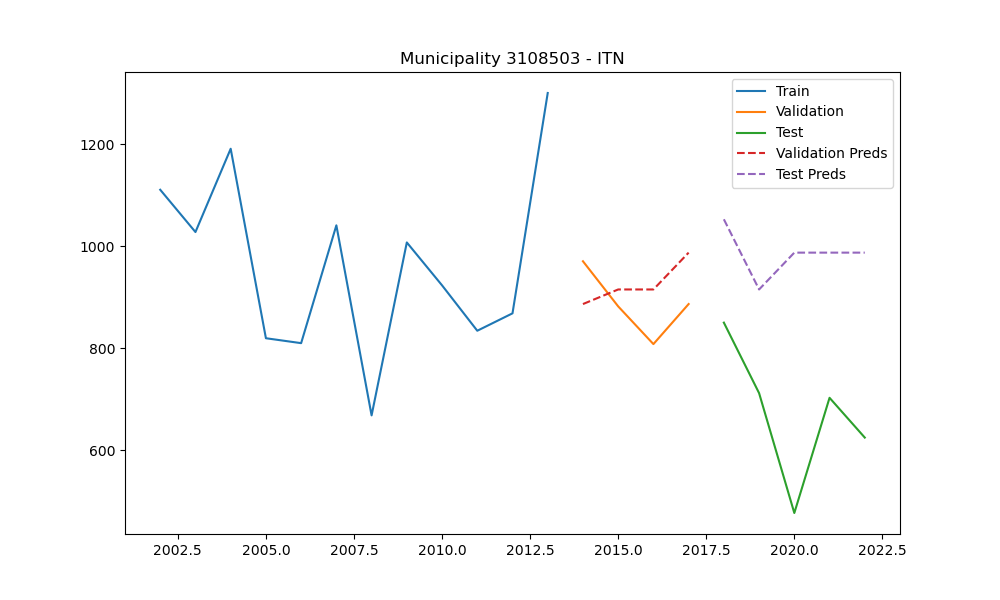 Municipality 3108503 - ITN
Train
Validation
Test
Validation Preds
Test Preds
1200
1000
800
600
2002.5 2005.0 2007.5 2010.0 2012.5 2015.0 2017.5 2020.0 2022.5